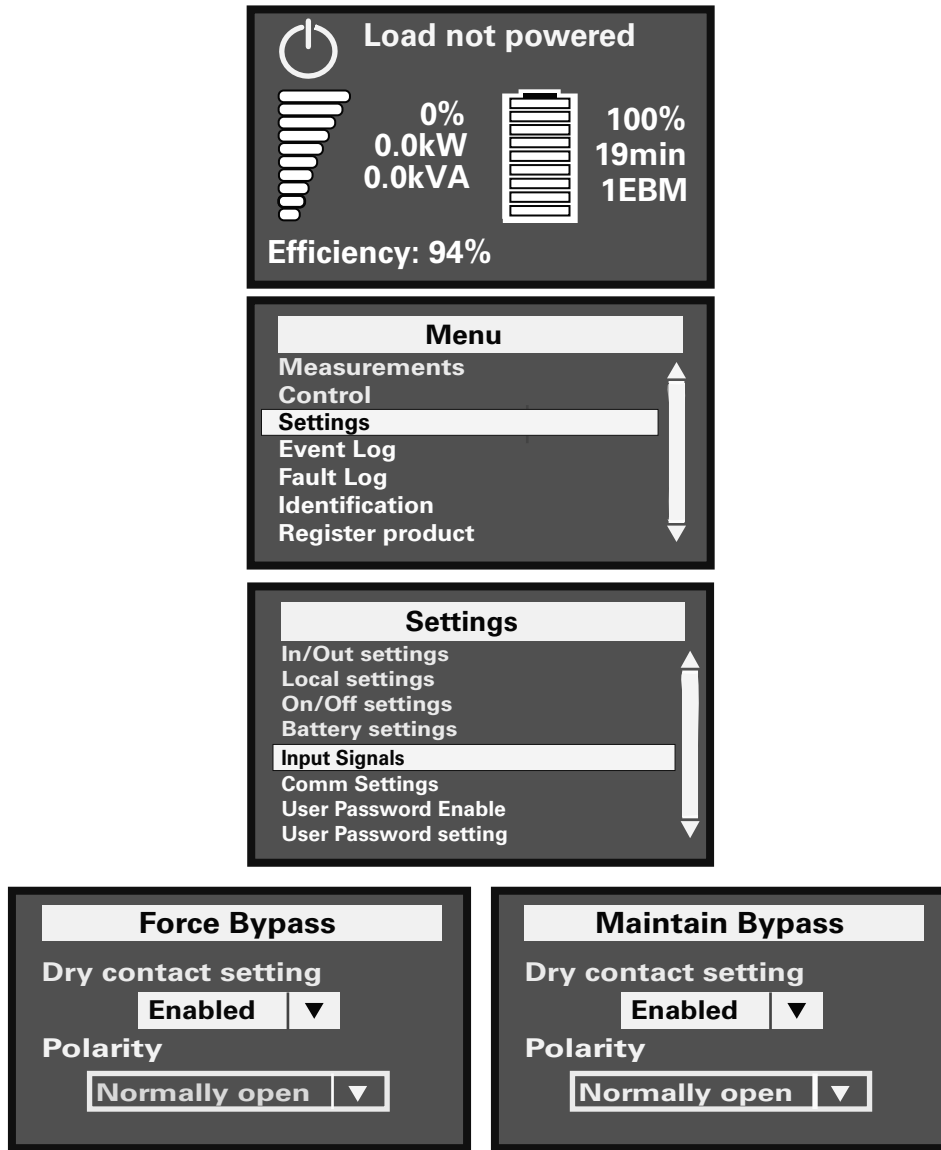 Load not powered
0%
0.0kW
0.0kVA
100%
19min
1EBM
Efficiency: 94%
Menu
Measurements
Control
Settings
Event Log
Fault Log
Identification
Register product
Settings
In/Out settings
Local settings
On/Off settings
Battery settings
Input Signals
Comm Settings
User Password Enable
User Password setting
Force Bypass
Dry contact setting
Enabled
Polarity
Normally open
Maintain Bypass
Dry contact setting
Enabled
Polarity
Normally open